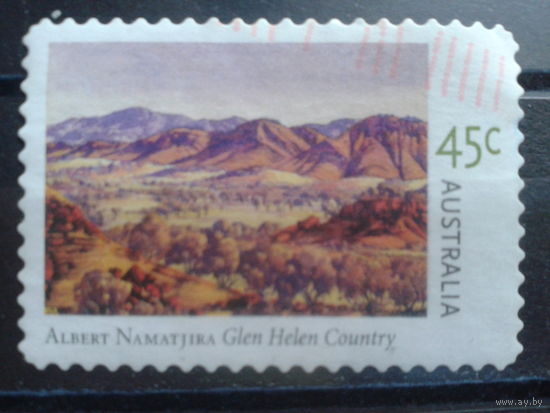 45c
AUSTRALIA
ALBERT NAMATJIRA Glen Helen Country
www.ay.by